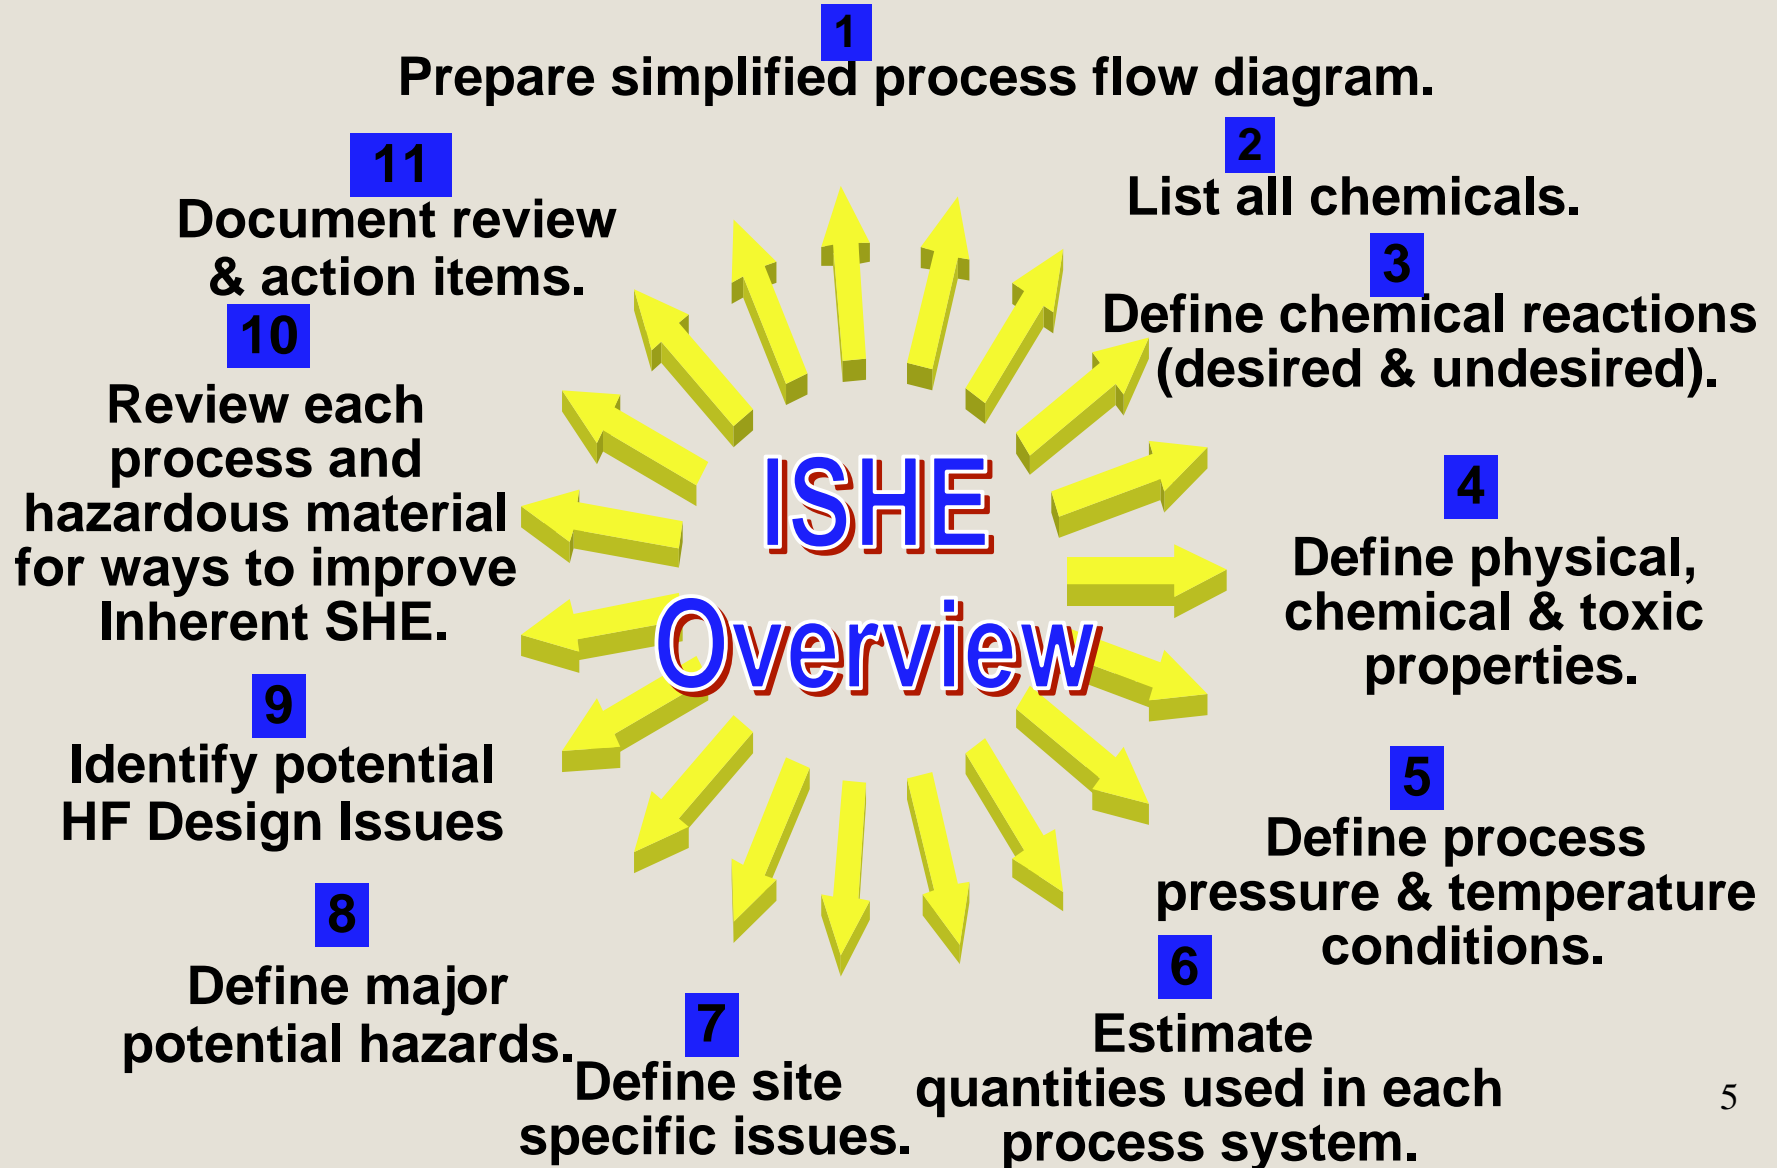 1
Prepare simplified process flow diagram.
2
List all chemicals.
3
Define chemical reactions
(desired & undesired).
4
Define physical,
chemical & toxic
properties.
5
Define process
pressure & temperature
conditions.
6
Estimate
quantities used in each
process system.
7
Define site
specific issues.
8
Define major
potential hazards.
9
Identify potential
HF Design Issues
10
Review each
process and
hazardous material
for ways to improve
Inherent SHE.
11
Document review
& action items.
ISHE
Overview
5